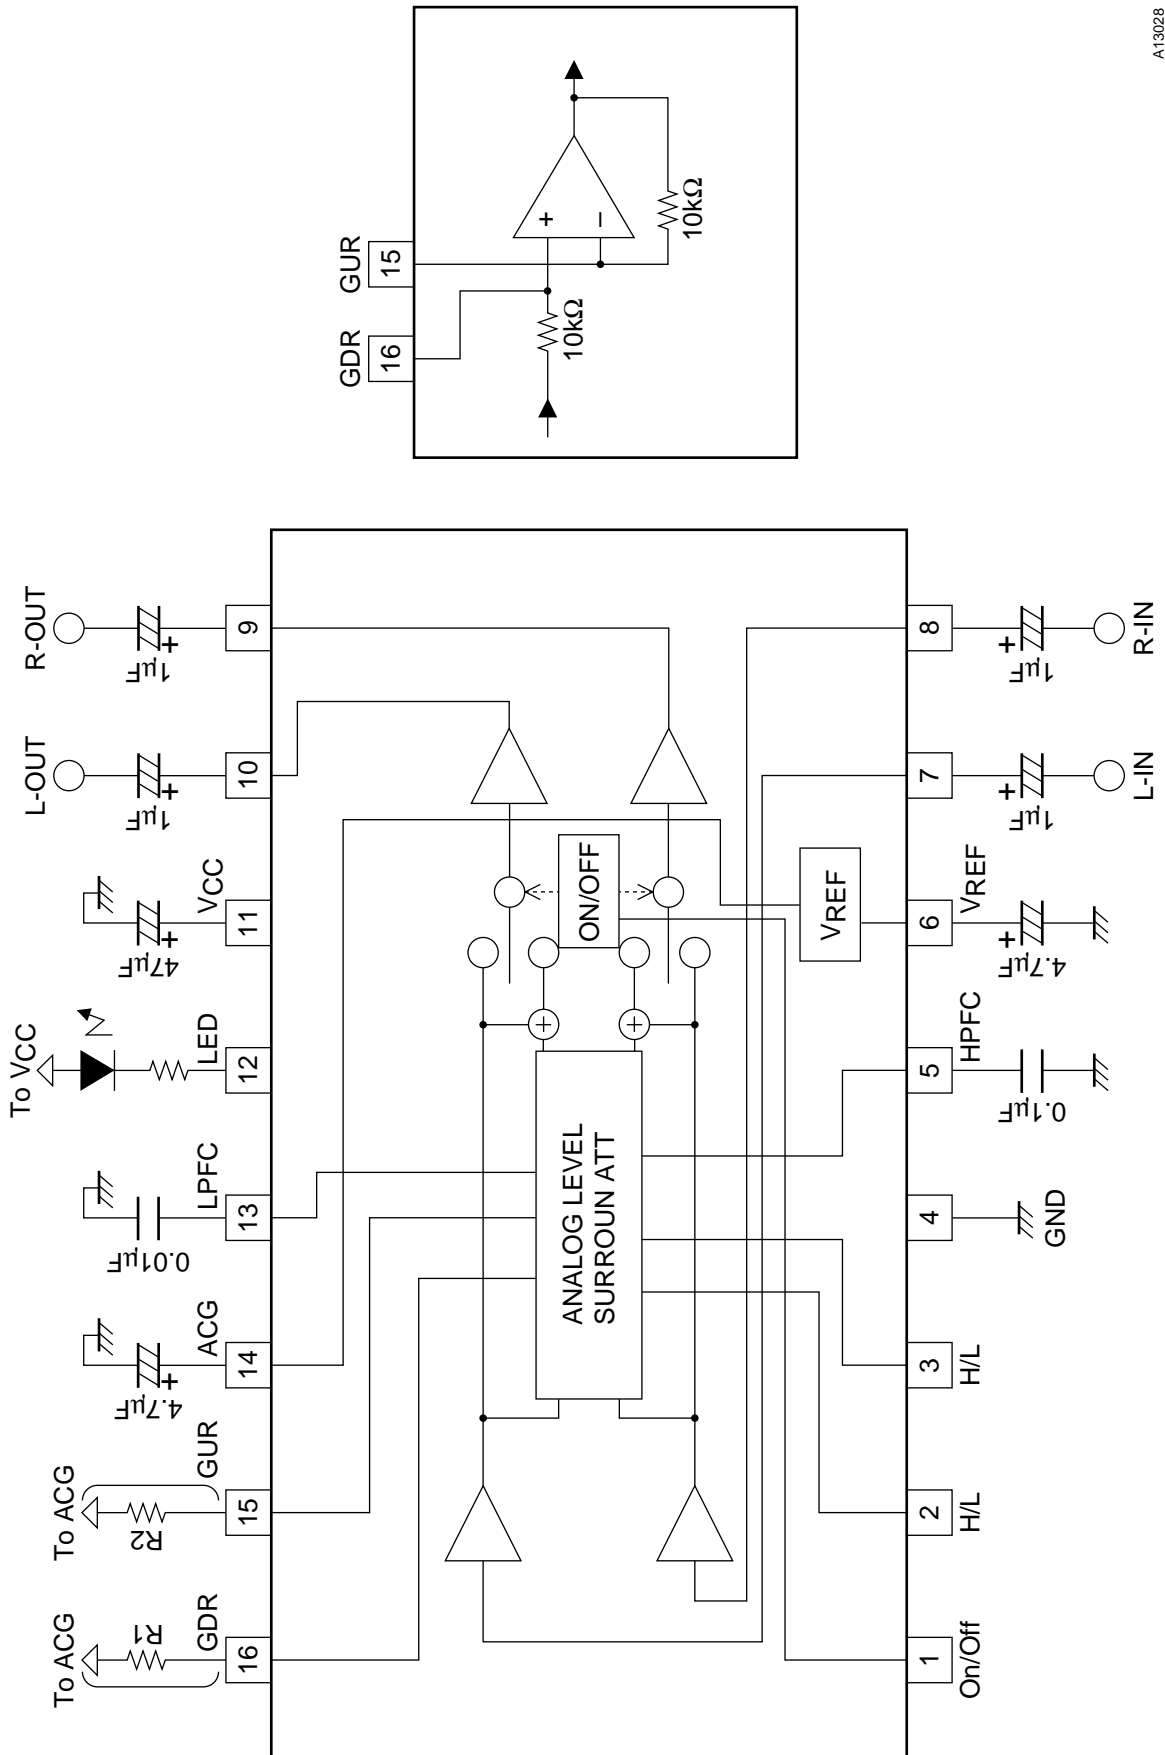 A13028
GUR
15
GDR
16
+
−
10kΩ
10kΩ
R-OUT
1μF
+
9
L-OUT
1μF
+
10
VCC
47μF
+
11
To VCC
LED
12
LPFC
0.01μF
13
ACG
4.7μF
+
14
To ACG
GUR
R2
15
To ACG
GDR
R1
16
ON/OFF
VREF
+
+
ANALOG LEVEL
SURROUN ATT
8
+
1μF
R-IN
7
+
1μF
L-IN
6
VREF
+
4.7μF
5
HPFC
0.1μF
4
GND
3
H/L
2
H/L
1
On/Off